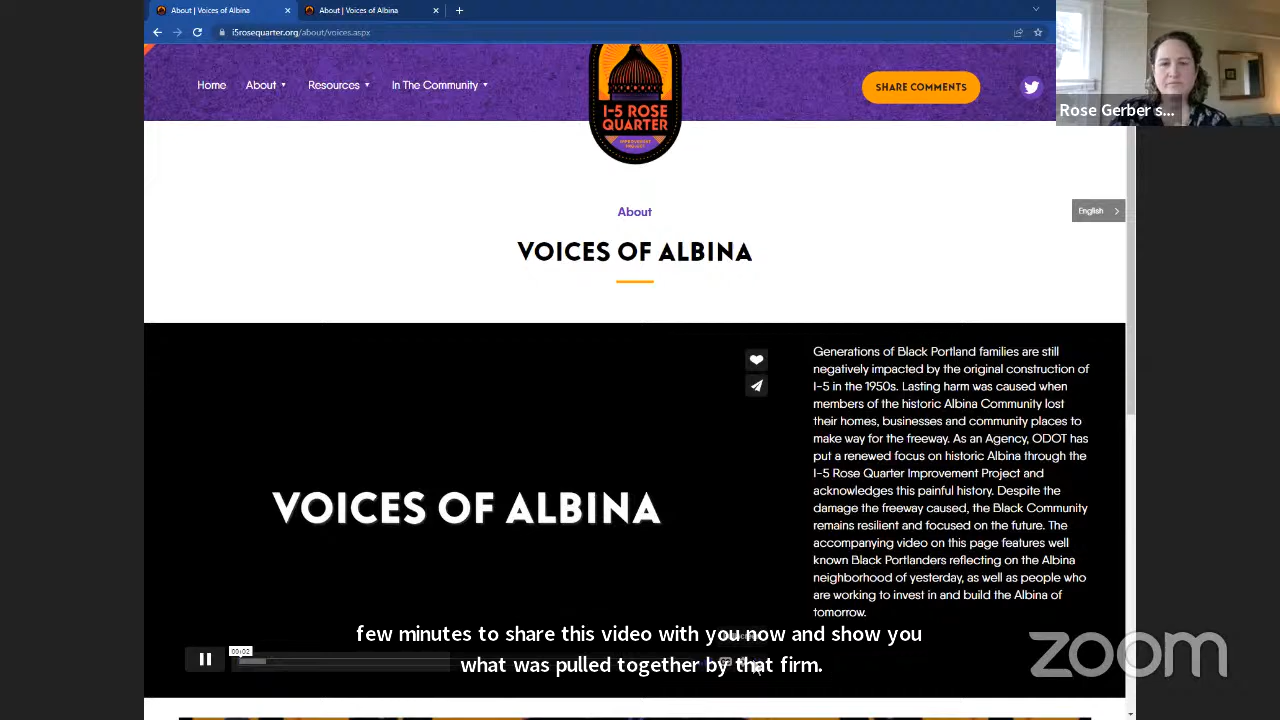 About | Voices of Albina
About | Voices of Albina
i5rosequarter.org/about/voices.aspx
Home
About
Resources
In The Community
I-5 ROSE
QUARTER
IMPROVEMENT
PROJECT
SHARE COMMENTS
Rose Gerber s...
English
About
VOICES OF ALBINA
VOICES OF ALBINA
Generations of Black Portland families are still
negatively impacted by the original construction of
I-5 in the 1950s. Lasting harm was caused when
members of the historic Albina Community lost
their homes, businesses and community places to
make way for the freeway. As an Agency, ODOT has
put a renewed focus on historic Albina through the
I-5 Rose Quarter Improvement Project and
acknowledges this painful history. Despite the
damage the freeway caused, the Black Community
remains resilient and focused on the future. The
accompanying video on this page features well
known Black Portlanders reflecting on the Albina
neighborhood of yesterday, as well as people who
are working to invest in and build the Albina of
tomorrow.
00:02
few minutes to share this video with you now and show you
what was pulled together by that firm.
zoom